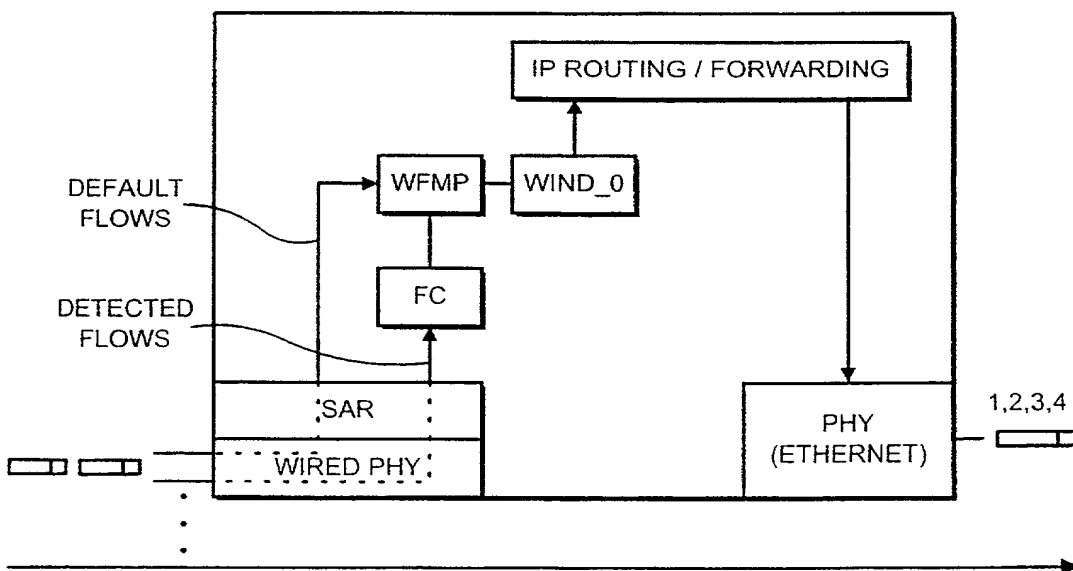 IP ROUTING / FORWARDING
WFMP
WIND_0
DEFAULT
FLOWS
FC
DETECTED
FLOWS
SAR
WIRED PHY
PHY
(ETHERNET)
1,2,3,4